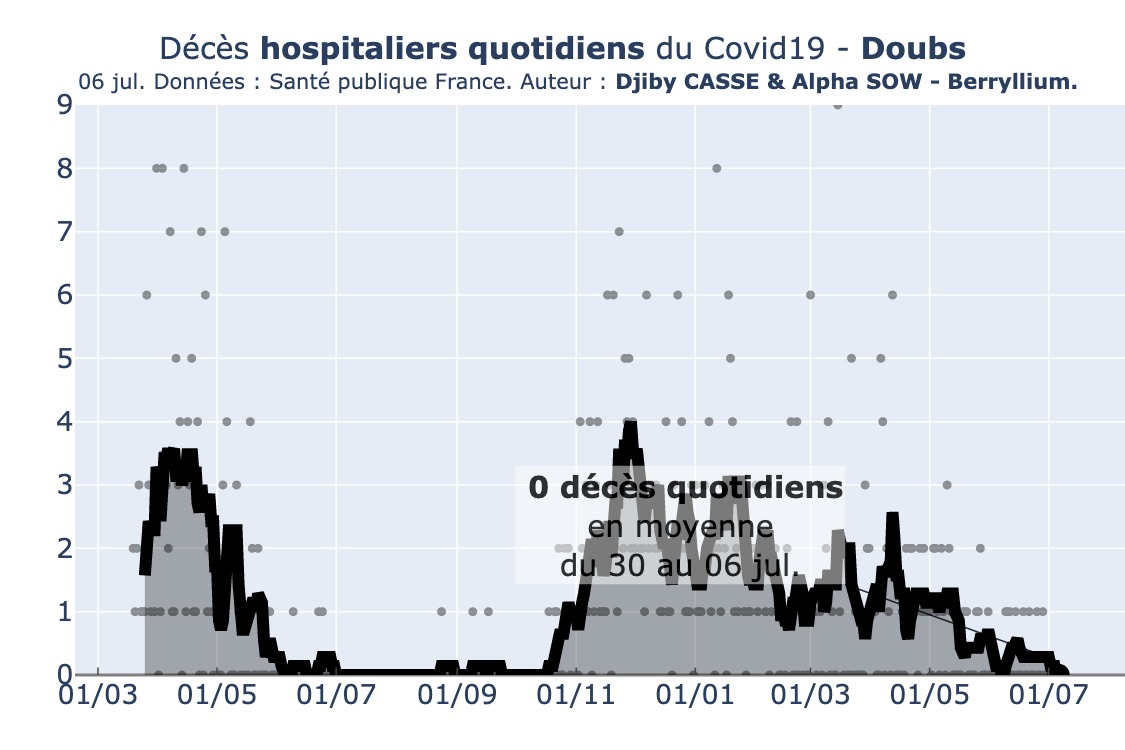 Décès hospitaliers quotidiens du Covid19 - Doubs
06 jul. Données : Santé publique France. Auteur : Djiby CASSE & Alpha SOW - Berryllium.
9
8
7
6
5
4
3
2
1
0
0 décès quotidiens
en moyenne
du 30 au 06 jul.
01/03 01/05 01/07 01/09 01/11 01/01 01/03 01/05 01/07